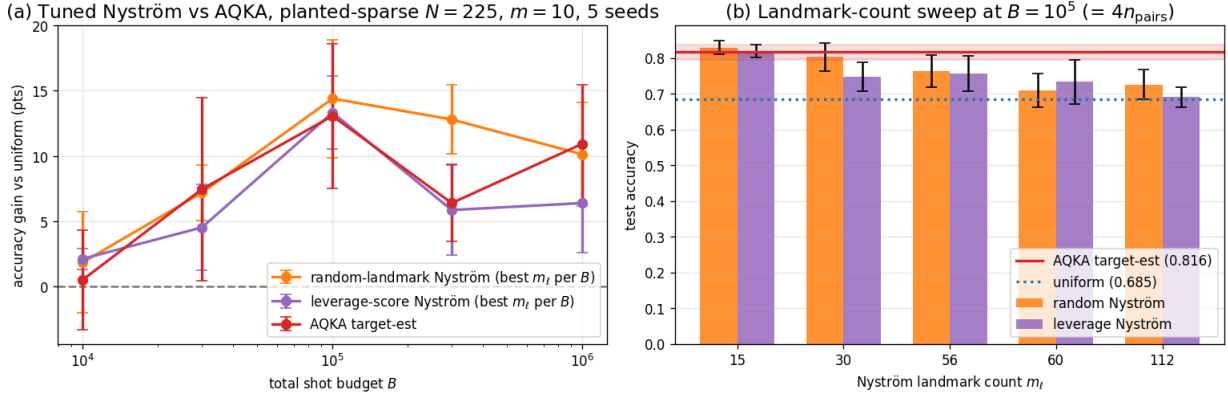 (a) Tuned Nyström vs AQKA, planted-sparse N = 225, m = 10, 5 seeds
accuracy gain vs uniform (pts)
20
15
10
5
0
random-landmark Nyström (best mℓ per B)
leverage-score Nyström (best mℓ per B)
AQKA target-est
10⁴
10⁵
10⁶
total shot budget B
(b) Landmark-count sweep at B = 10⁵ (= 4n_pairs)
test accuracy
0.8
0.7
0.6
0.5
0.4
0.3
0.2
0.1
0.0
AQKA target-est (0.816)
uniform (0.685)
random Nyström
leverage Nyström
15
30
56
60
112
Nyström landmark count mℓ